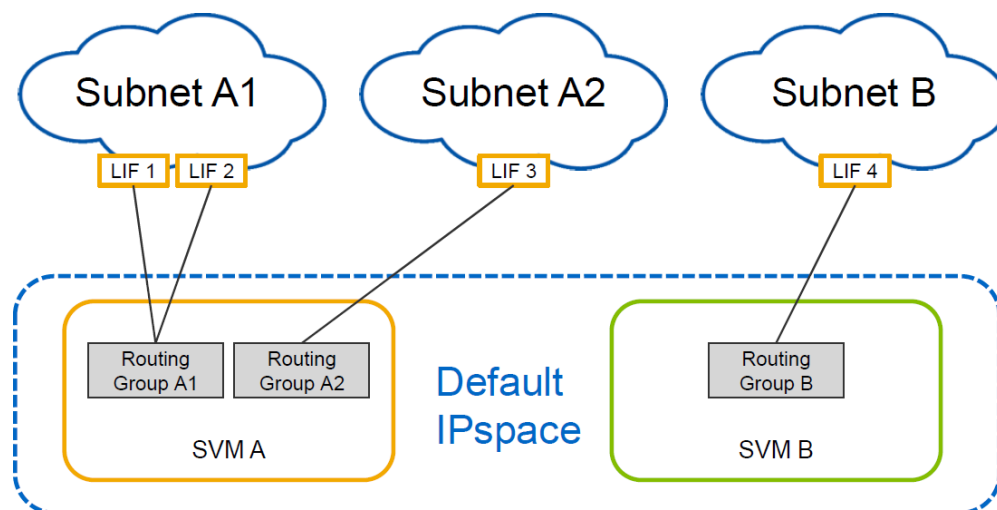 Subnet A1
Subnet A2
Subnet B
LIF 1
LIF 2
LIF 3
LIF 4
Routing
Group A1
Routing
Group A2
SVM A
Default
IPspace
Routing
Group B
SVM B